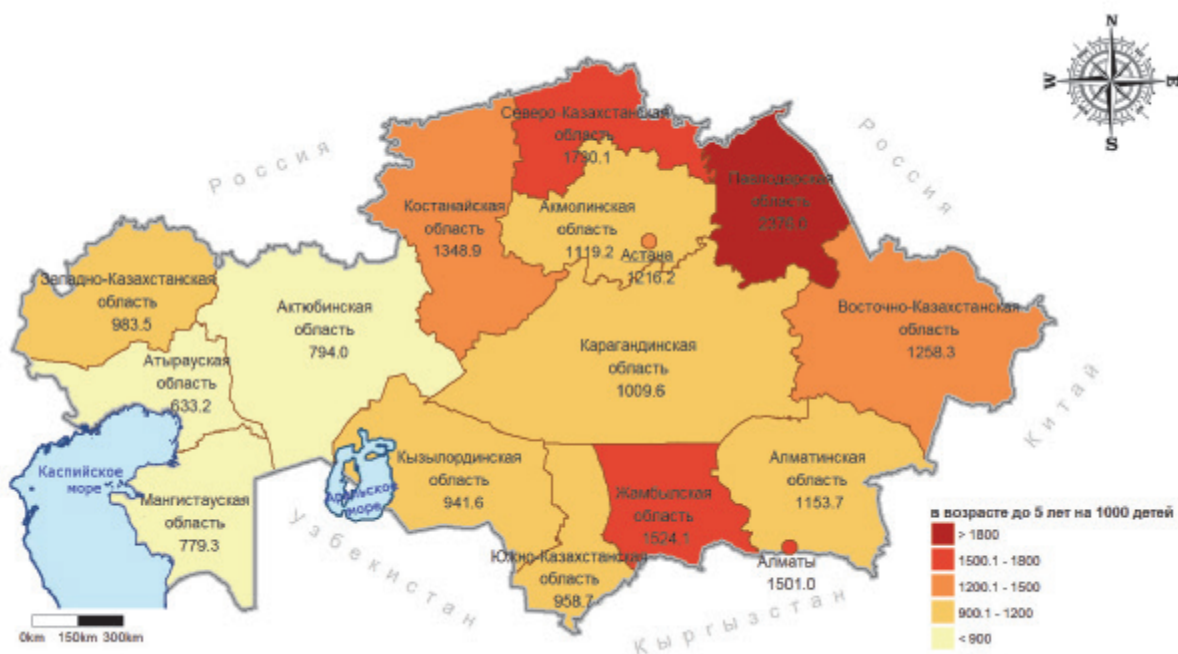 N
W
E
S
Россия
Россия
Северо-Казахстанская
область
Павлодарская
область
Костанайская
область
1348.9
Акмолинская
область
1119.2
Астана
1216.2
Западно-Казахстанская
область
983.5
Актюбинская
область
794.0
Восточно-Казахстанская
область
1258.3
Карагандинская
область
1009.6
Атырауская
область
633.2
Китай
Каспийское
море
Мангистауская
область
779.3
Аральское
море
Кызылординская
область
941.6
Жамбылская
область
1524.1
Алматинская
область
1153.7
Узбекистан
Южно-Казахстанская
область
958.7
Алматы
1501.0
Кыргызстан
0km 150km 300km
в возрасте до 5 лет на 1000 детей
> 1800
1500.1 - 1800
1200.1 - 1500
900.1 - 1200
< 900